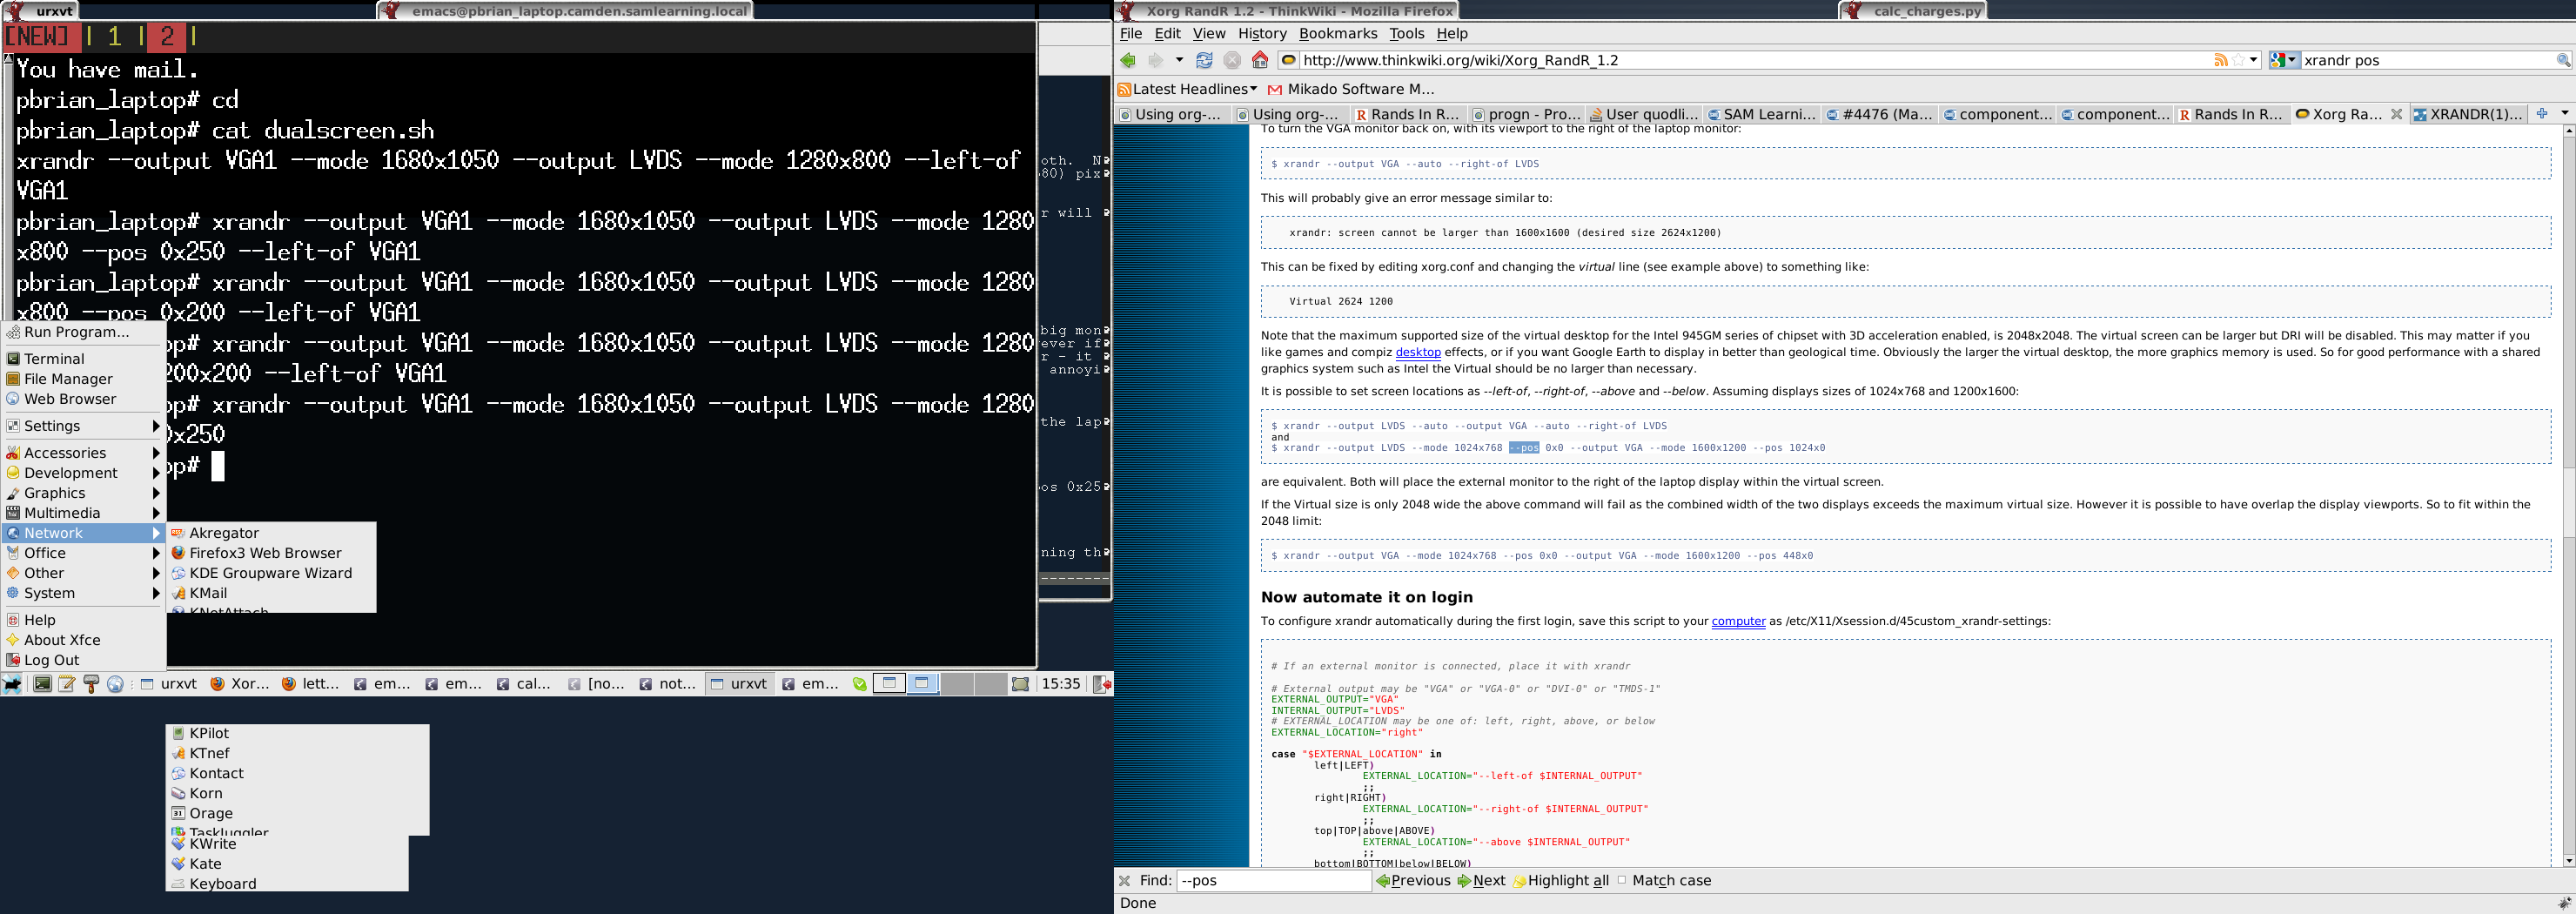 urxvt
emacs@pbrian_laptop.camden.samlearning.local
[NEW] | 1 | 2 |
You have mail.
pbrian_laptop# cd
pbrian_laptop# cat dualscreen.sh
xrandr --output VGA1 --mode 1680x1050 --output LVDS --mode 1280x800 --left-of
VGA1
pbrian_laptop# xrandr --output VGA1 --mode 1680x1050 --output LVDS --mode 1280
x800 --pos 0x250 --left-of VGA1
pbrian_laptop# xrandr --output VGA1 --mode 1680x1050 --output LVDS --mode 1280
x800 --pos 0x200 --left-of VGA1
op# xrandr --output VGA1 --mode 1680x1050 --output LVDS --mode 1280
200x200 --left-of VGA1
op# xrandr --output VGA1 --mode 1680x1050 --output LVDS --mode 1280
0x250
op#
oth. N
80) pix
r will
big mon
ever if
r - it
annoyi
the lap
os 0x25
ning th
--------
Run Program...
Terminal
File Manager
Web Browser
Settings
Accessories
Development
Graphics
Multimedia
Network
Office
Other
System
Help
About Xfce
Log Out
Akregator
Firefox3 Web Browser
KDE Groupware Wizard
KMail
KNetAttach
urxvt Xor... lett... em... em... cal... [no... not... urxvt em... 15:35
KPilot
KTnef
Kontact
Korn
Orage
TaskJuggler
KWrite
Kate
Keyboard
Xorg RandR 1.2 - ThinkWiki - Mozilla Firefox
calc_charges.py
File Edit View History Bookmarks Tools Help
http://www.thinkwiki.org/wiki/Xorg_RandR_1.2
xrandr pos
Latest Headlines Mikado Software M...
Using org-... Using org-... Rands In R... progn - Pro... User quodli... SAM Learni... #4476 (Ma... component... component... Rands In R... Xorg Ra... XRANDR(1)...
To turn the VGA monitor back on, with its viewport to the right of the laptop monitor:
$ xrandr --output VGA --auto --right-of LVDS
This will probably give an error message similar to:
xrandr: screen cannot be larger than 1600x1600 (desired size 2624x1200)
This can be fixed by editing xorg.conf and changing the virtual line (see example above) to something like:
Virtual 2624 1200
Note that the maximum supported size of the virtual desktop for the Intel 945GM series of chipset with 3D acceleration enabled, is 2048x2048. The virtual screen can be larger but DRI will be disabled. This may matter if you
like games and compiz desktop effects, or if you want Google Earth to display in better than geological time. Obviously the larger the virtual desktop, the more graphics memory is used. So for good performance with a shared
graphics system such as Intel the Virtual should be no larger than necessary.
It is possible to set screen locations as --left-of, --right-of, --above and --below. Assuming displays sizes of 1024x768 and 1200x1600:
$ xrandr --output LVDS --auto --output VGA --auto --right-of LVDS
and
$ xrandr --output LVDS --mode 1024x768 --pos 0x0 --output VGA --mode 1600x1200 --pos 1024x0
are equivalent. Both will place the external monitor to the right of the laptop display within the virtual screen.
If the Virtual size is only 2048 wide the above command will fail as the combined width of the two displays exceeds the maximum virtual size. However it is possible to have overlap the display viewports. So to fit within the
2048 limit:
$ xrandr --output VGA --mode 1024x768 --pos 0x0 --output VGA --mode 1600x1200 --pos 448x0
Now automate it on login
To configure xrandr automatically during the first login, save this script to your computer as /etc/X11/Xsession.d/45custom_xrandr-settings:
# If an external monitor is connected, place it with xrandr
# External output may be "VGA" or "VGA-0" or "DVI-0" or "TMDS-1"
EXTERNAL_OUTPUT="VGA"
INTERNAL_OUTPUT="LVDS"
# EXTERNAL_LOCATION may be one of: left, right, above, or below
EXTERNAL_LOCATION="right"
case "$EXTERNAL_LOCATION" in
left|LEFT)
EXTERNAL_LOCATION="--left-of $INTERNAL_OUTPUT"
;;
right|RIGHT)
EXTERNAL_LOCATION="--right-of $INTERNAL_OUTPUT"
;;
top|TOP|above|ABOVE)
EXTERNAL_LOCATION="--above $INTERNAL_OUTPUT"
;;
bottom|BOTTOM|below|BELOW)
Find: --pos Previous Next Highlight all Match case
Done